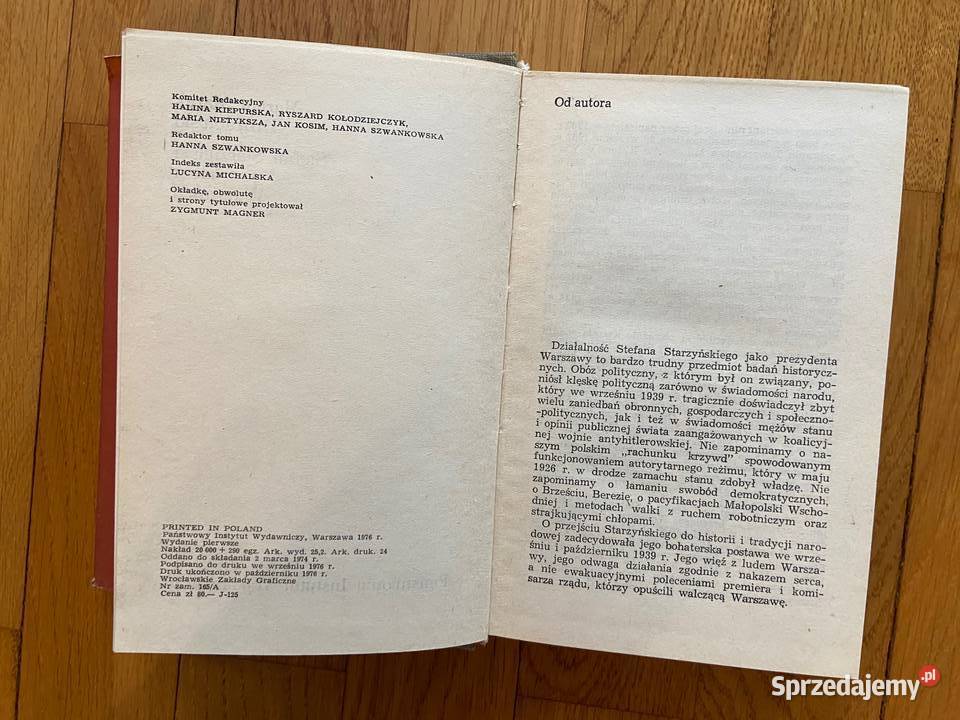 Komitet Redakcyjny
HALINA KIEPURSKA, RYSZARD KOŁODZIEJCZYK,
MARIA NIETYKSZA, JAN KOSIM, HANNA SZWANKOWSKA
Redaktor tomu
HANNA SZWANKOWSKA
Indeks zestawiła
LUCYNA MICHALSKA
Okładkę, obwolutę
i strony tytułowe projektował
ZYGMUNT MAGNER
PRINTED IN POLAND
Państwowy Instytut Wydawniczy, Warszawa 1976 r.
Wydanie pierwsze
Nakład 20 000 + 290 egz. Ark. wyd. 25,2. Ark. druk. 24
Oddano do składania 2 marca 1974 r.
Podpisano do druku we wrześniu 1976 r.
Druk ukończono w październiku 1976 r.
Wrocławskie Zakłady Graficzne
Nr zam. 165/A
Cena zł 80.— J-125
Od autora
Działalność Stefana Starzyńskiego jako prezydenta
Warszawy to bardzo trudny przedmiot badań historycz-
nych. Obóz polityczny, z którym był on związany, po-
niósł klęskę polityczną zarówno w świadomości narodu,
który we wrześniu 1939 r. tragicznie doświadczył zbyt
wielu zaniedbań obronnych, gospodarczych i społeczno-
-politycznych, jak i też w świadomości mężów stanu
i opinii publicznej świata zaangażowanych w koalicyj-
nej wojnie antyhitlerowskiej. Nie zapominamy o na-
szym polskim „rachunku krzywd” spowodowanym
funkcjonowaniem autorytarnego reżimu, który w maju
1926 r. w drodze zamachu stanu zdobył władzę. Nie
zapominamy o łamaniu swobód demokratycznych,
o Brześciu, Berezie, o pacyfikacjach Małopolski Wscho-
dniej i metodach walki z ruchem robotniczym oraz
strajkującymi chłopami.
O przejściu Starzyńskiego do historii i tradycji naro-
dowej zadecydowała jego bohaterska postawa we wrze-
śniu i październiku 1939 r. Jego więź z ludem Warsza-
wy, jego odwaga działania zgodnie z nakazem serca,
a nie ewakuacyjnymi poleceniami premiera i komi-
sarza rządu, którzy opuścili walczącą Warszawę.
Sprzedajemy.pl